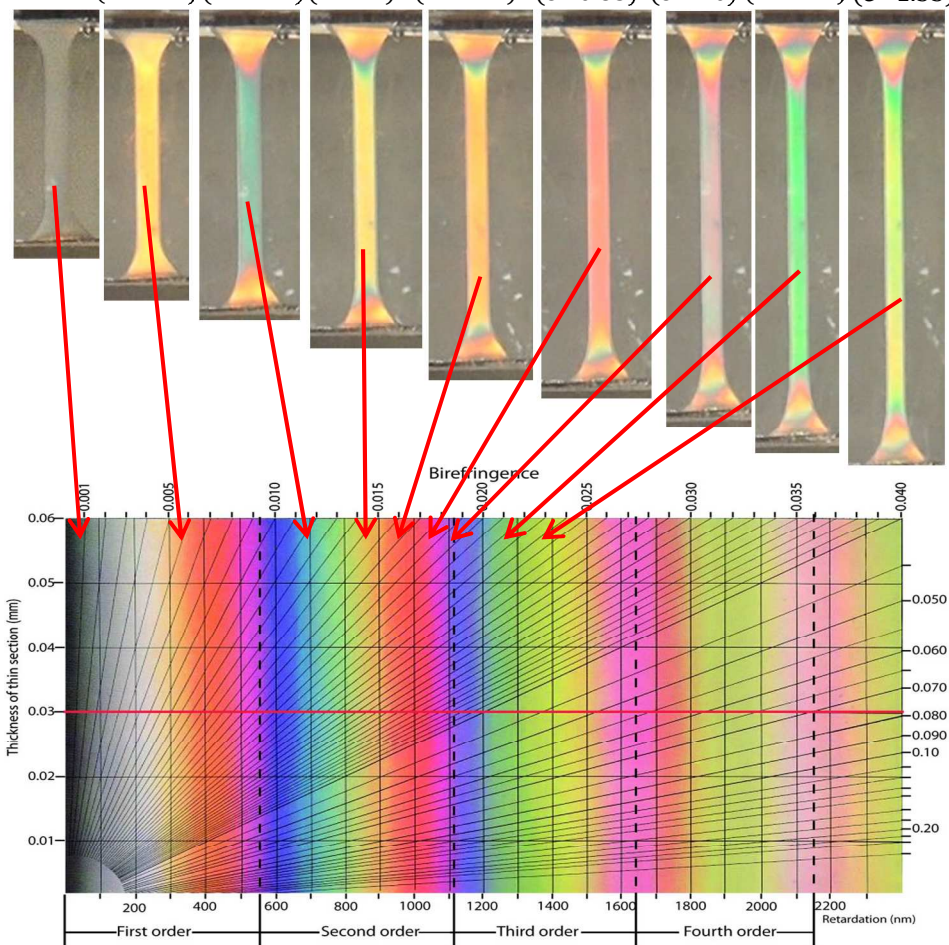 Birefringence
0.001 0.005 0.010 0.015 0.020 0.025 0.030 0.035 0.040
0.06
0.05
0.04
0.03
0.02
0.01
Thickness of thin section (mm)
0.050
0.060
0.070
0.080
0.090
0.10
0.20
200 400 600 800 1000 1200 1400 1600 1800 2000 2200
Retardation (nm)
First order Second order Third order Fourth order